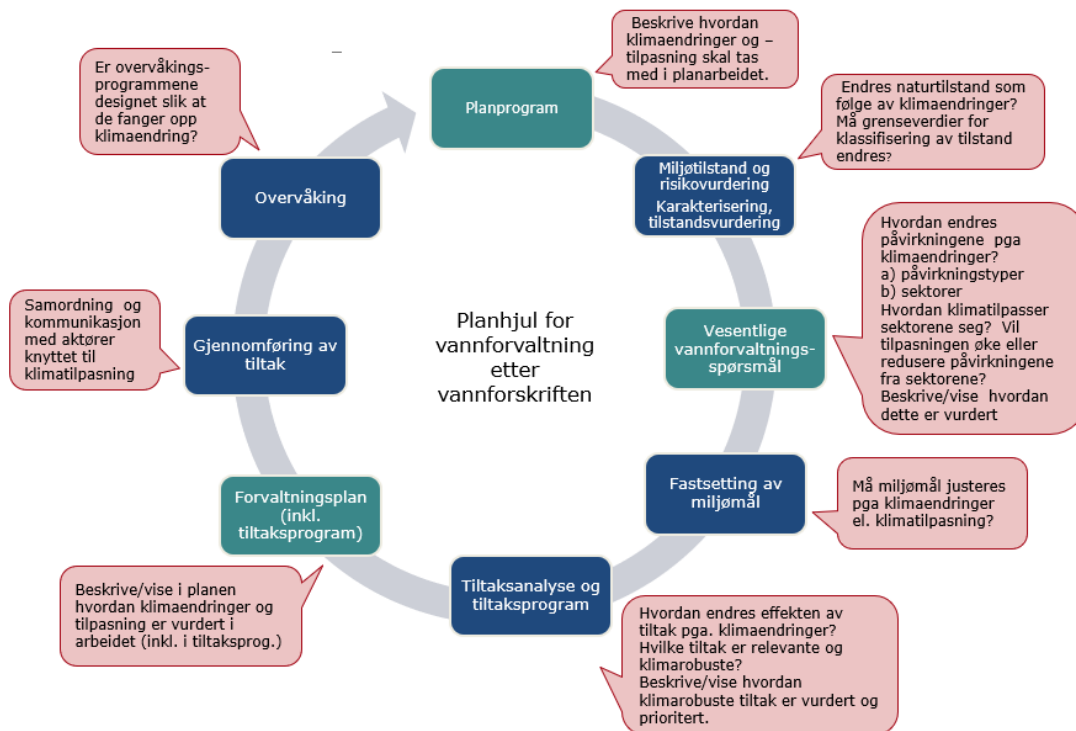 Planprogram
Beskrive hvordan
klimaendringer og –
tilpasning skal tas
med i planarbeidet.
Miljøtilstand og
risikovurdering
Karakterisering,
tilstandsvurdering
Endres naturtilstand som
følge av klimaendringer?
Må grenseverdier for
klassifisering av tilstand
endres?
Vesentlige
vannforvaltnings-
spørsmål
Hvordan endres
påvirkningene pga
klimaendringer?
a) påvirkningstyper
b) sektorer
Hvordan klimatilpasser
sektorene seg? Vil
tilpasningen øke eller
redusere påvirkningene
fra sektorene?
Beskrive/vise hvordan
dette er vurdert
Fastsetting av
miljømål
Må miljømål justeres
pga klimaendringer
el. klimatilpasning?
Tiltaksanalyse og
tiltaksprogram
Hvordan endres effekten av
tiltak pga. klimaendringer?
Hvilke tiltak er relevante og
klimarobuste?
Beskrive/vise hvordan
klimarobuste tiltak er vurdert og
prioritert.
Forvaltningsplan
(inkl.
tiltaksprogram)
Beskrive/vise i planen
hvordan klimaendringer og
tilpasning er vurdert i
arbeidet (inkl. i tiltaksprog.)
Gjennomføring av
tiltak
Samordning og
kommunikasjon
med aktører
knyttet til
klimatilpasning
Overvåking
Er overvåkings-
programmene
designet slik at
de fanger opp
klimaendring?
Planhjul for
vannforvaltning
etter
vannforskriften